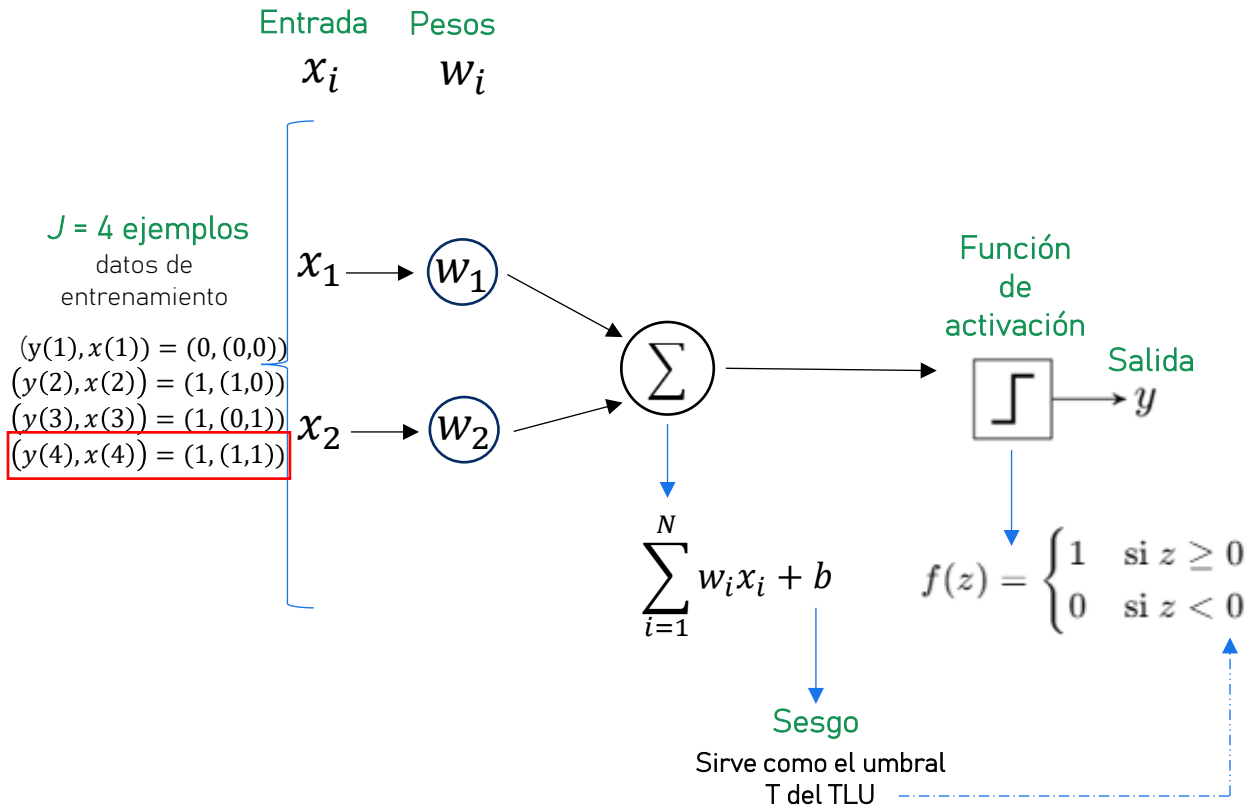 Entrada Pesos
x_i w_i
J = 4 ejemplos
datos de
entrenamiento
(y(1), x(1)) = (0, (0,0))
(y(2), x(2)) = (1, (1,0))
(y(3), x(3)) = (1, (0,1))
(y(4), x(4)) = (1, (1,1))
x_1 w_1
x_2 w_2
∑
Función
de
activación
Salida
y
∑_{i=1}^{N} w_i x_i + b
f(z) = { 1 si z ≥ 0
0 si z < 0
Sesgo
Sirve como el umbral
T del TLU